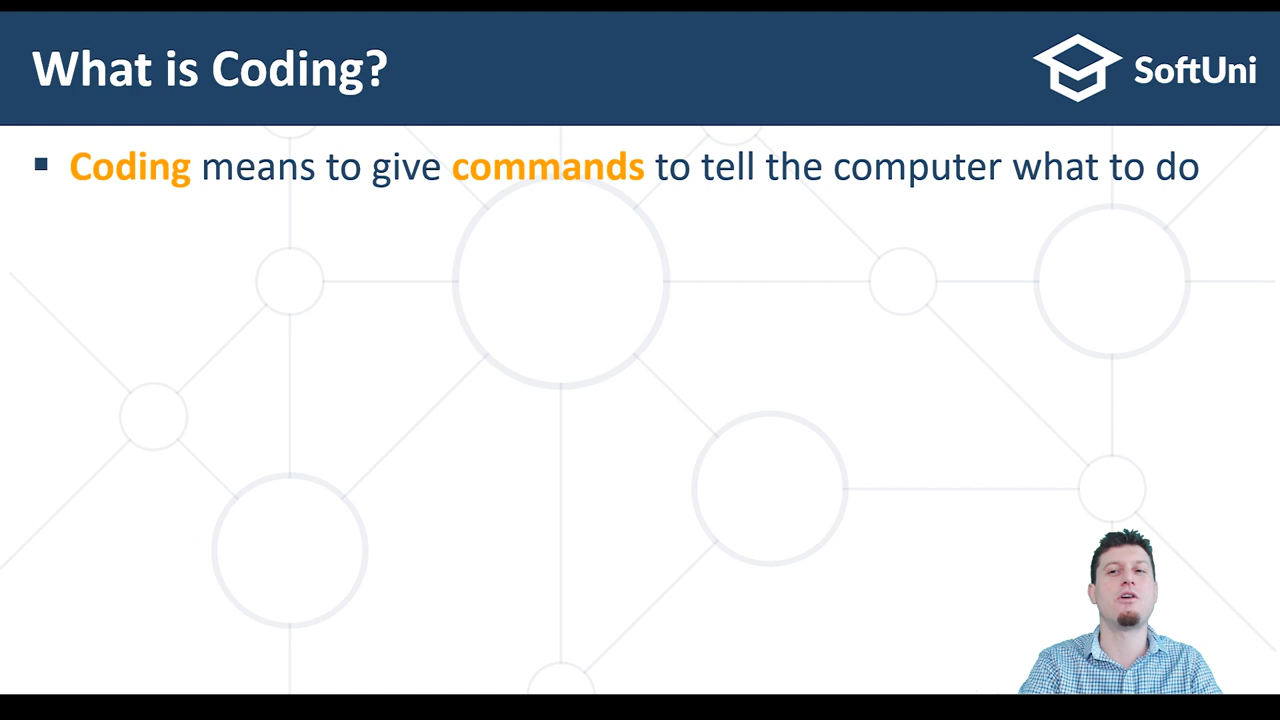 What is Coding?
SoftUni
▪ Coding means to give commands to tell the computer what to do